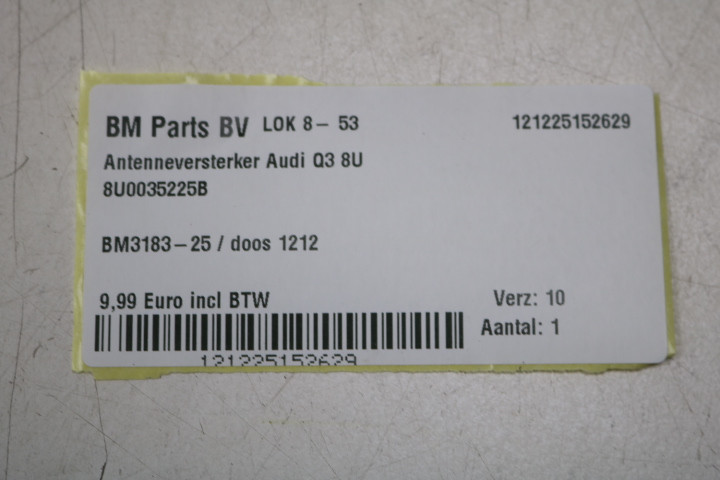 BM Parts BV LOK 8- 53 121225152629
Antenneversterker Audi Q3 8U
8U0035225B
BM3183-25 / doos 1212
9,99 Euro incl BTW Verz: 10
Aantal: 1
121225152629